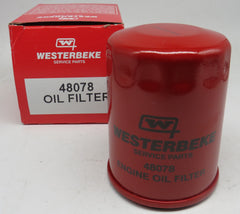 WESTERBEKE
SERVICE PARTS
48078
OIL FILTER
WESTERBEKE
SERVICE PARTS
48078
ENGINE OIL FILTER